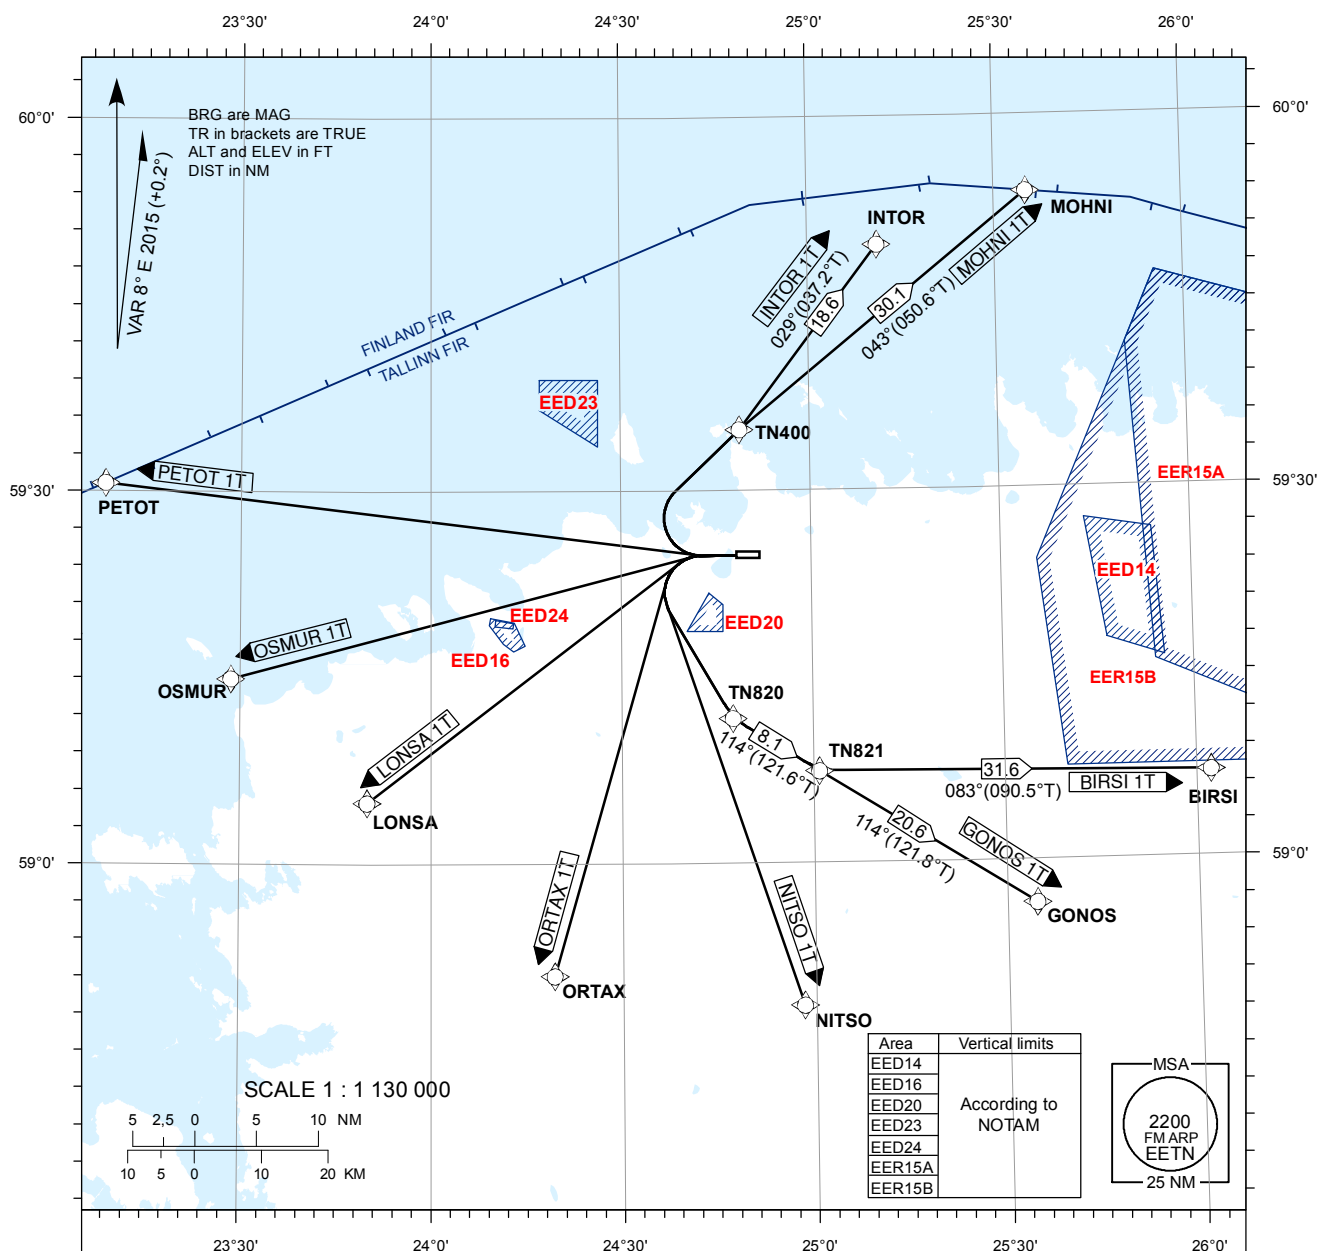 23°30'
24°0'
24°30'
25°0'
25°30'
26°0'
60°0'
60°0'
BRG are MAG
TR in brackets are TRUE
ALT and ELEV in FT
DIST in NM
VAR 8° E 2015 (+0.2°)
FINLAND FIR
TALLINN FIR
INTOR
MOHNI
INTOR 1T
029°(037.2°T)
18.6
MOHNI 1T
30.1
043°(050.6°T)
EED23
TN400
EER15A
PETOT 1T
PETOT
59°30'
59°30'
EED14
EED24
EED20
EED16
EER15B
OSMUR 1T
OSMUR
TN820
8.1
114°(121.6°T)
TN821
31.6
083°(090.5°T)
BIRSI 1T
BIRSI
LONSA 1T
LONSA
20.6
114°(121.8°T)
GONOS 1T
GONOS
59°0'
59°0'
ORTAX 1T
ORTAX
NITSO 1T
NITSO
Area Vertical limits
EED14
EED16
EED20
EED23
EED24
EER15A
EER15B
According to
NOTAM
MSA
2200
FM ARP
EETN
25 NM
SCALE 1 : 1 130 000
5 2,5 0 5 10 NM
10 5 0 10 20 KM
23°30'
24°0'
24°30'
25°0'
25°30'
26°0'